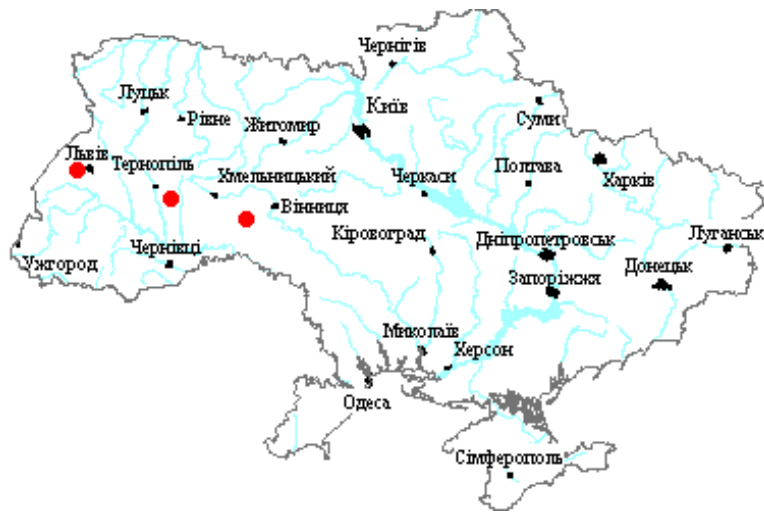 Чернігів
Луцьк
Рівне
Київ
Суми
Житомир
Львів
Тернопіль
Хмельницький
Полтава
Харків
Черкаси
Вінниця
Кіровоград
Дніпропетровськ
Луганськ
Чернівці
Ужгород
Донецьк
Запоріжжя
Миколаїв
Херсон
Одеса
Сімферополь